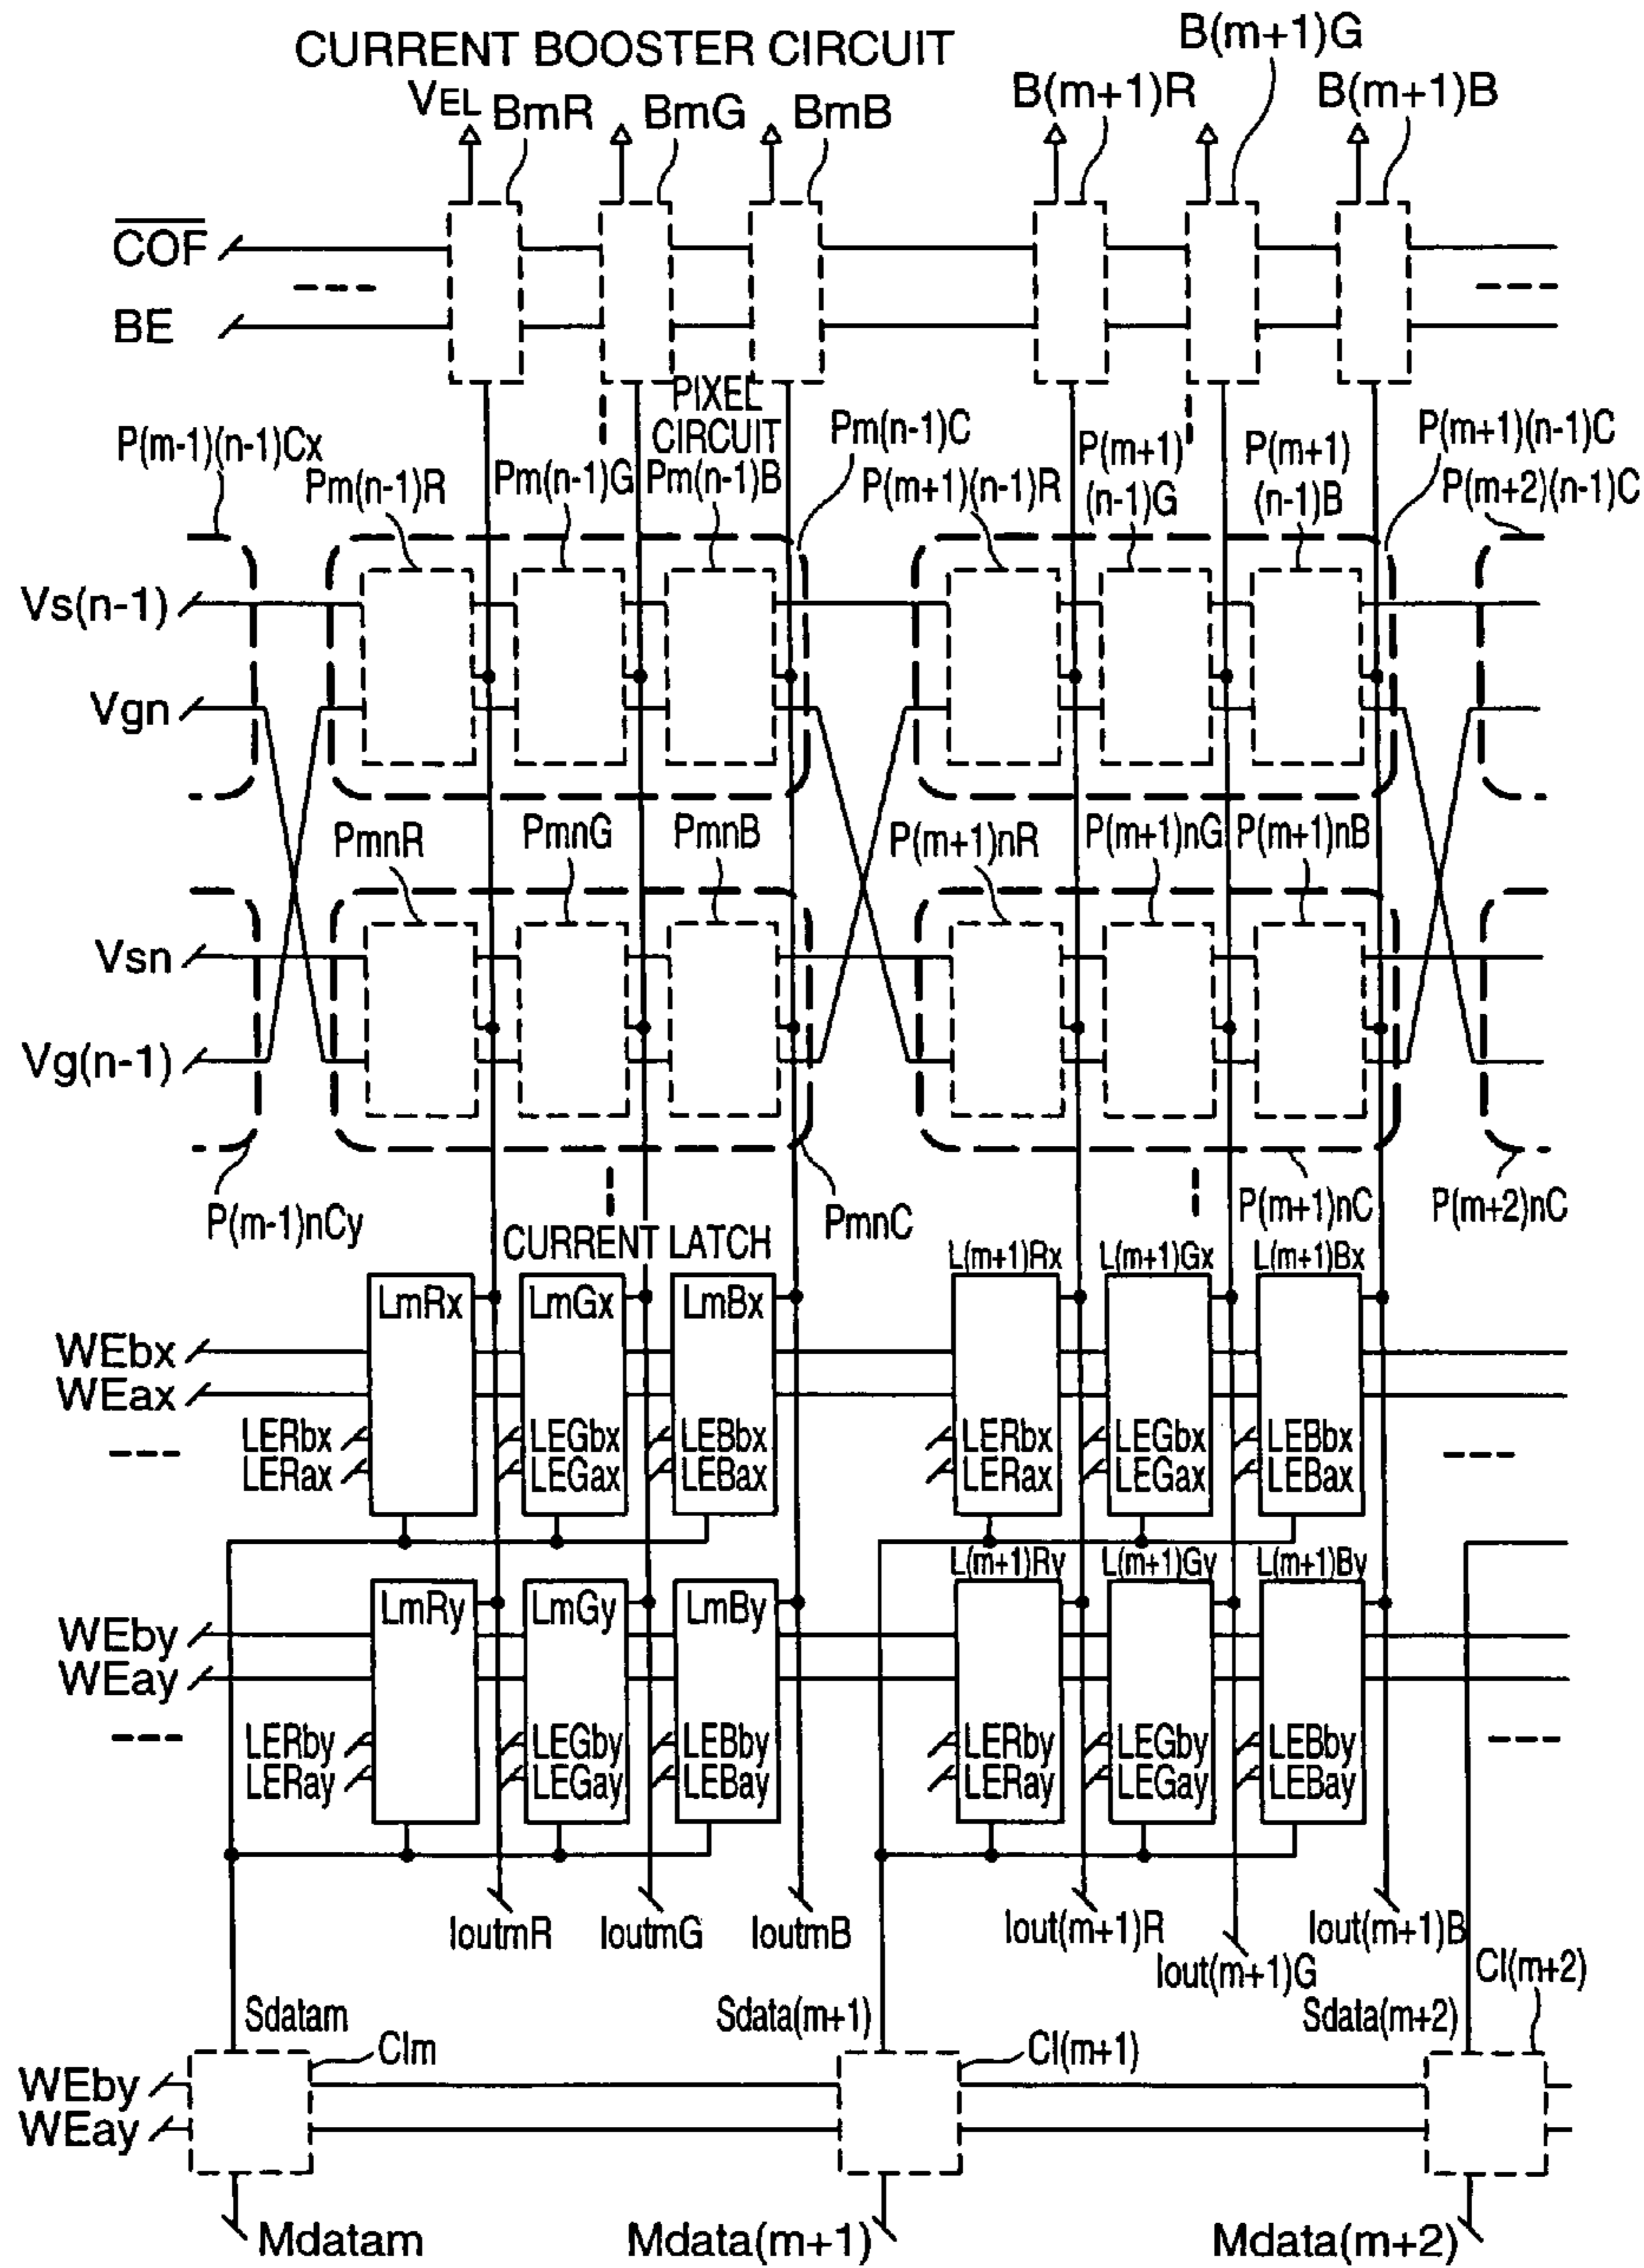 B(m+1)G
CURRENT BOOSTER CIRCUIT
VEL BmR BmG BmB B(m+1)R B(m+1)B
COF
BE
PIXEL
CIRCUIT
P(m-1)(n-1)Cx Pm(n-1)C P(m+1) P(m+1) P(m+1)(n-1)C
Pm(n-1)R Pm(n-1)G Pm(n-1)B P(m+1)(n-1)R (n-1)G (n-1)B P(m+2)(n-1)C
Vs(n-1)
Vgn
PmnR PmnG PmnB P(m+1)nR P(m+1)nG P(m+1)nB
Vsn
Vg(n-1)
P(m-1)nCy PmnC P(m+1)nC P(m+2)nC
CURRENT LATCH
L(m+1)Rx L(m+1)Gx L(m+1)Bx
LmRx LmGx LmBx
WEbx
WEax
LERbx LEGbx LEBbx LERbx LEGbx LEBbx
LERax LEGax LEBax LERax LEGax LEBax
L(m+1)Ry L(m+1)Gy L(m+1)By
LmRy LmGy LmBy
WEby
WEay
LERby LEGby LEBby LERby LEGby LEBby
LERay LEGay LEBay LERay LEGay LEBay
IoutmR IoutmG IoutmB Iout(m+1)R Iout(m+1)B
Iout(m+1)G CI(m+2)
Sdatam Sdata(m+1) Sdata(m+2)
CIm CI(m+1)
WEby
WEay
Mdatam Mdata(m+1) Mdata(m+2)